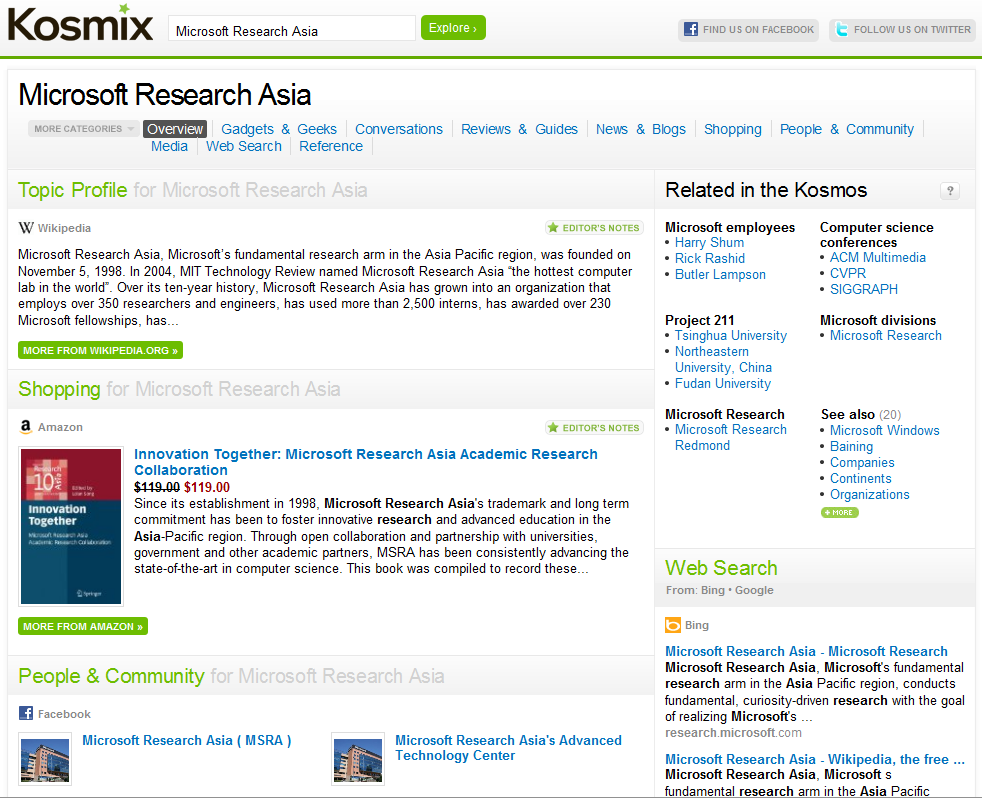 Kosmix
Microsoft Research Asia
Explore ›
FIND US ON FACEBOOK
FOLLOW US ON TWITTER
Microsoft Research Asia
MORE CATEGORIES
Overview
Gadgets & Geeks
Conversations
Reviews & Guides
News & Blogs
Shopping
People & Community
Media
Web Search
Reference
Topic Profile for Microsoft Research Asia
W Wikipedia
EDITOR'S NOTES
Microsoft Research Asia, Microsoft's fundamental research arm in the Asia Pacific region, was founded on
November 5, 1998. In 2004, MIT Technology Review named Microsoft Research Asia “the hottest computer
lab in the world”. Over its ten-year history, Microsoft Research Asia has grown into an organization that
employs over 350 researchers and engineers, has used more than 2,500 interns, has awarded over 230
Microsoft fellowships, has...
MORE FROM WIKIPEDIA.ORG »
Shopping for Microsoft Research Asia
a Amazon
EDITOR'S NOTES
Research
10
Asia
Edited by
Innovation
Together
Microsoft Research Asia
Academic Research Collaboration
Springer
Innovation Together: Microsoft Research Asia Academic Research
Collaboration
$119.00 $119.00
Since its establishment in 1998, Microsoft Research Asia's trademark and long term
commitment has been to foster innovative research and advanced education in the
Asia-Pacific region. Through open collaboration and partnership with universities,
government and other academic partners, MSRA has been consistently advancing the
state-of-the-art in computer science. This book was compiled to record these...
MORE FROM AMAZON »
People & Community for Microsoft Research Asia
Facebook
Microsoft Research Asia ( MSRA )
Microsoft Research Asia's Advanced
Technology Center
Related in the Kosmos
?
Microsoft employees
• Harry Shum
• Rick Rashid
• Butler Lampson
Computer science
conferences
• ACM Multimedia
• CVPR
• SIGGRAPH
Project 211
• Tsinghua University
• Northeastern
University, China
• Fudan University
Microsoft divisions
• Microsoft Research
Microsoft Research
• Microsoft Research
Redmond
See also (20)
• Microsoft Windows
• Baining
• Companies
• Continents
• Organizations
+ MORE
Web Search
From: Bing • Google
b Bing
Microsoft Research Asia - Microsoft Research
Microsoft Research Asia, Microsoft's fundamental
research arm in the Asia Pacific region, conducts
fundamental, curiosity-driven research with the goal
of realizing Microsoft's ...
research.microsoft.com
Microsoft Research Asia - Wikipedia, the free ...
Microsoft Research Asia, Microsoft s
fundamental research arm in the Asia Pacific